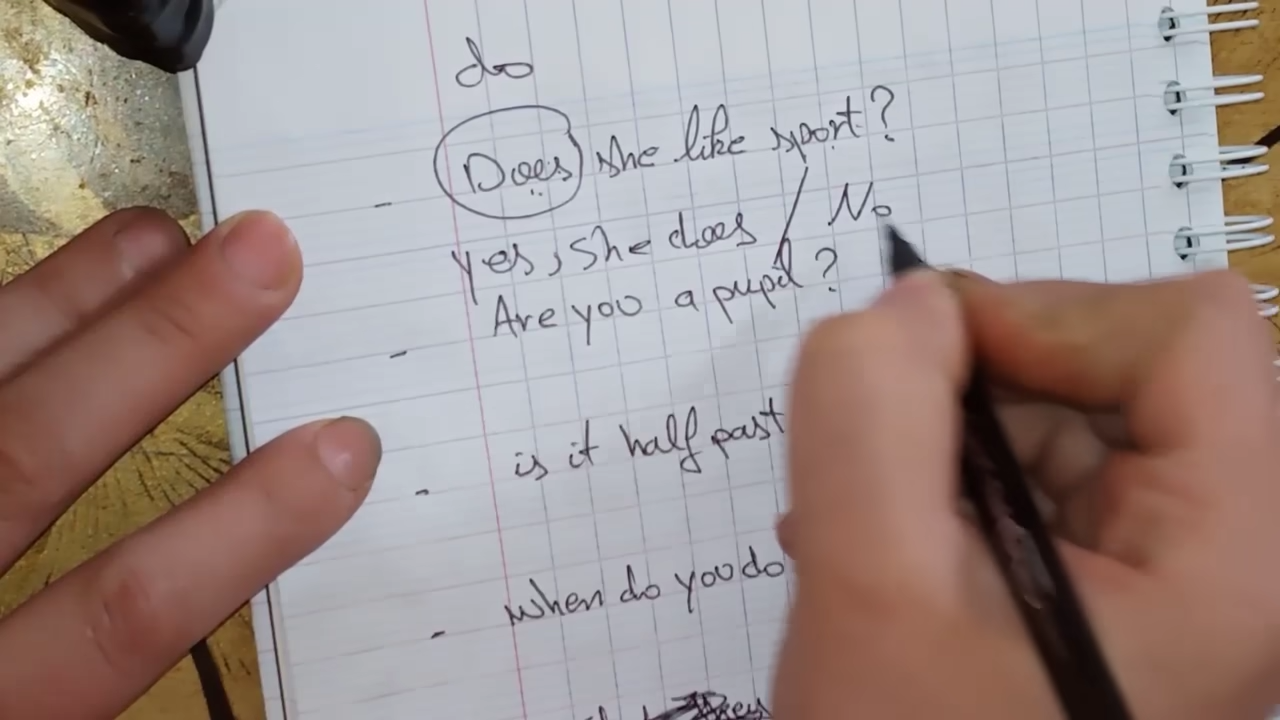 do
- Does she like sport?
yes, she does / No
- Are you a pupil?
- is it half past
- when do you do
they